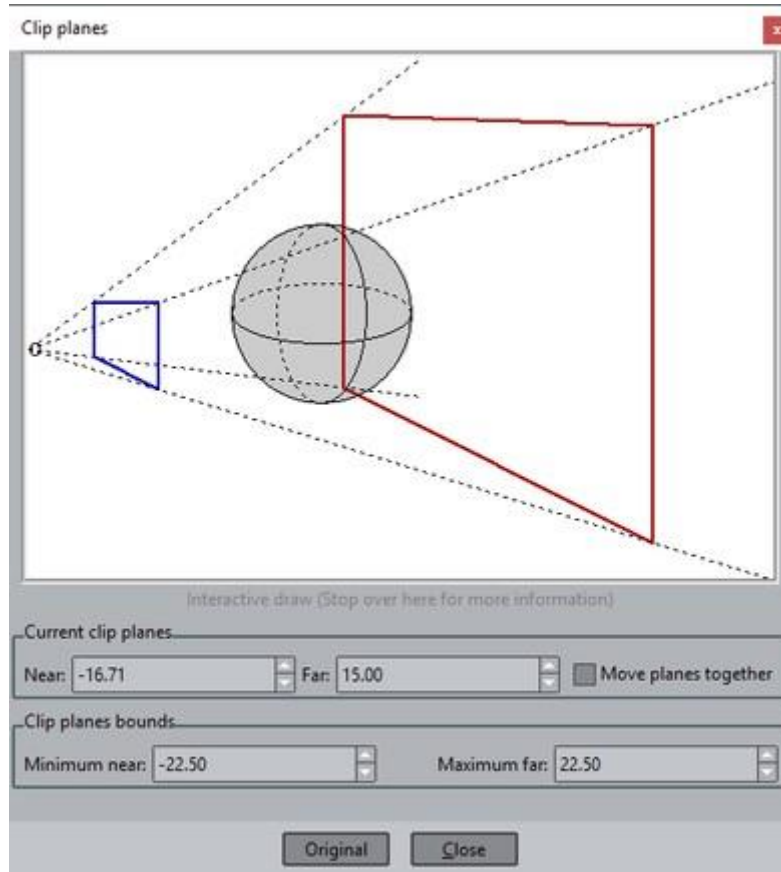 Clip planes
x
Interactive draw (Stop over here for more information)
Current clip planes
Near: -16.71 Far: 15.00 Move planes together
Clip planes bounds
Minimum near: -22.50 Maximum far: 22.50
Original Close